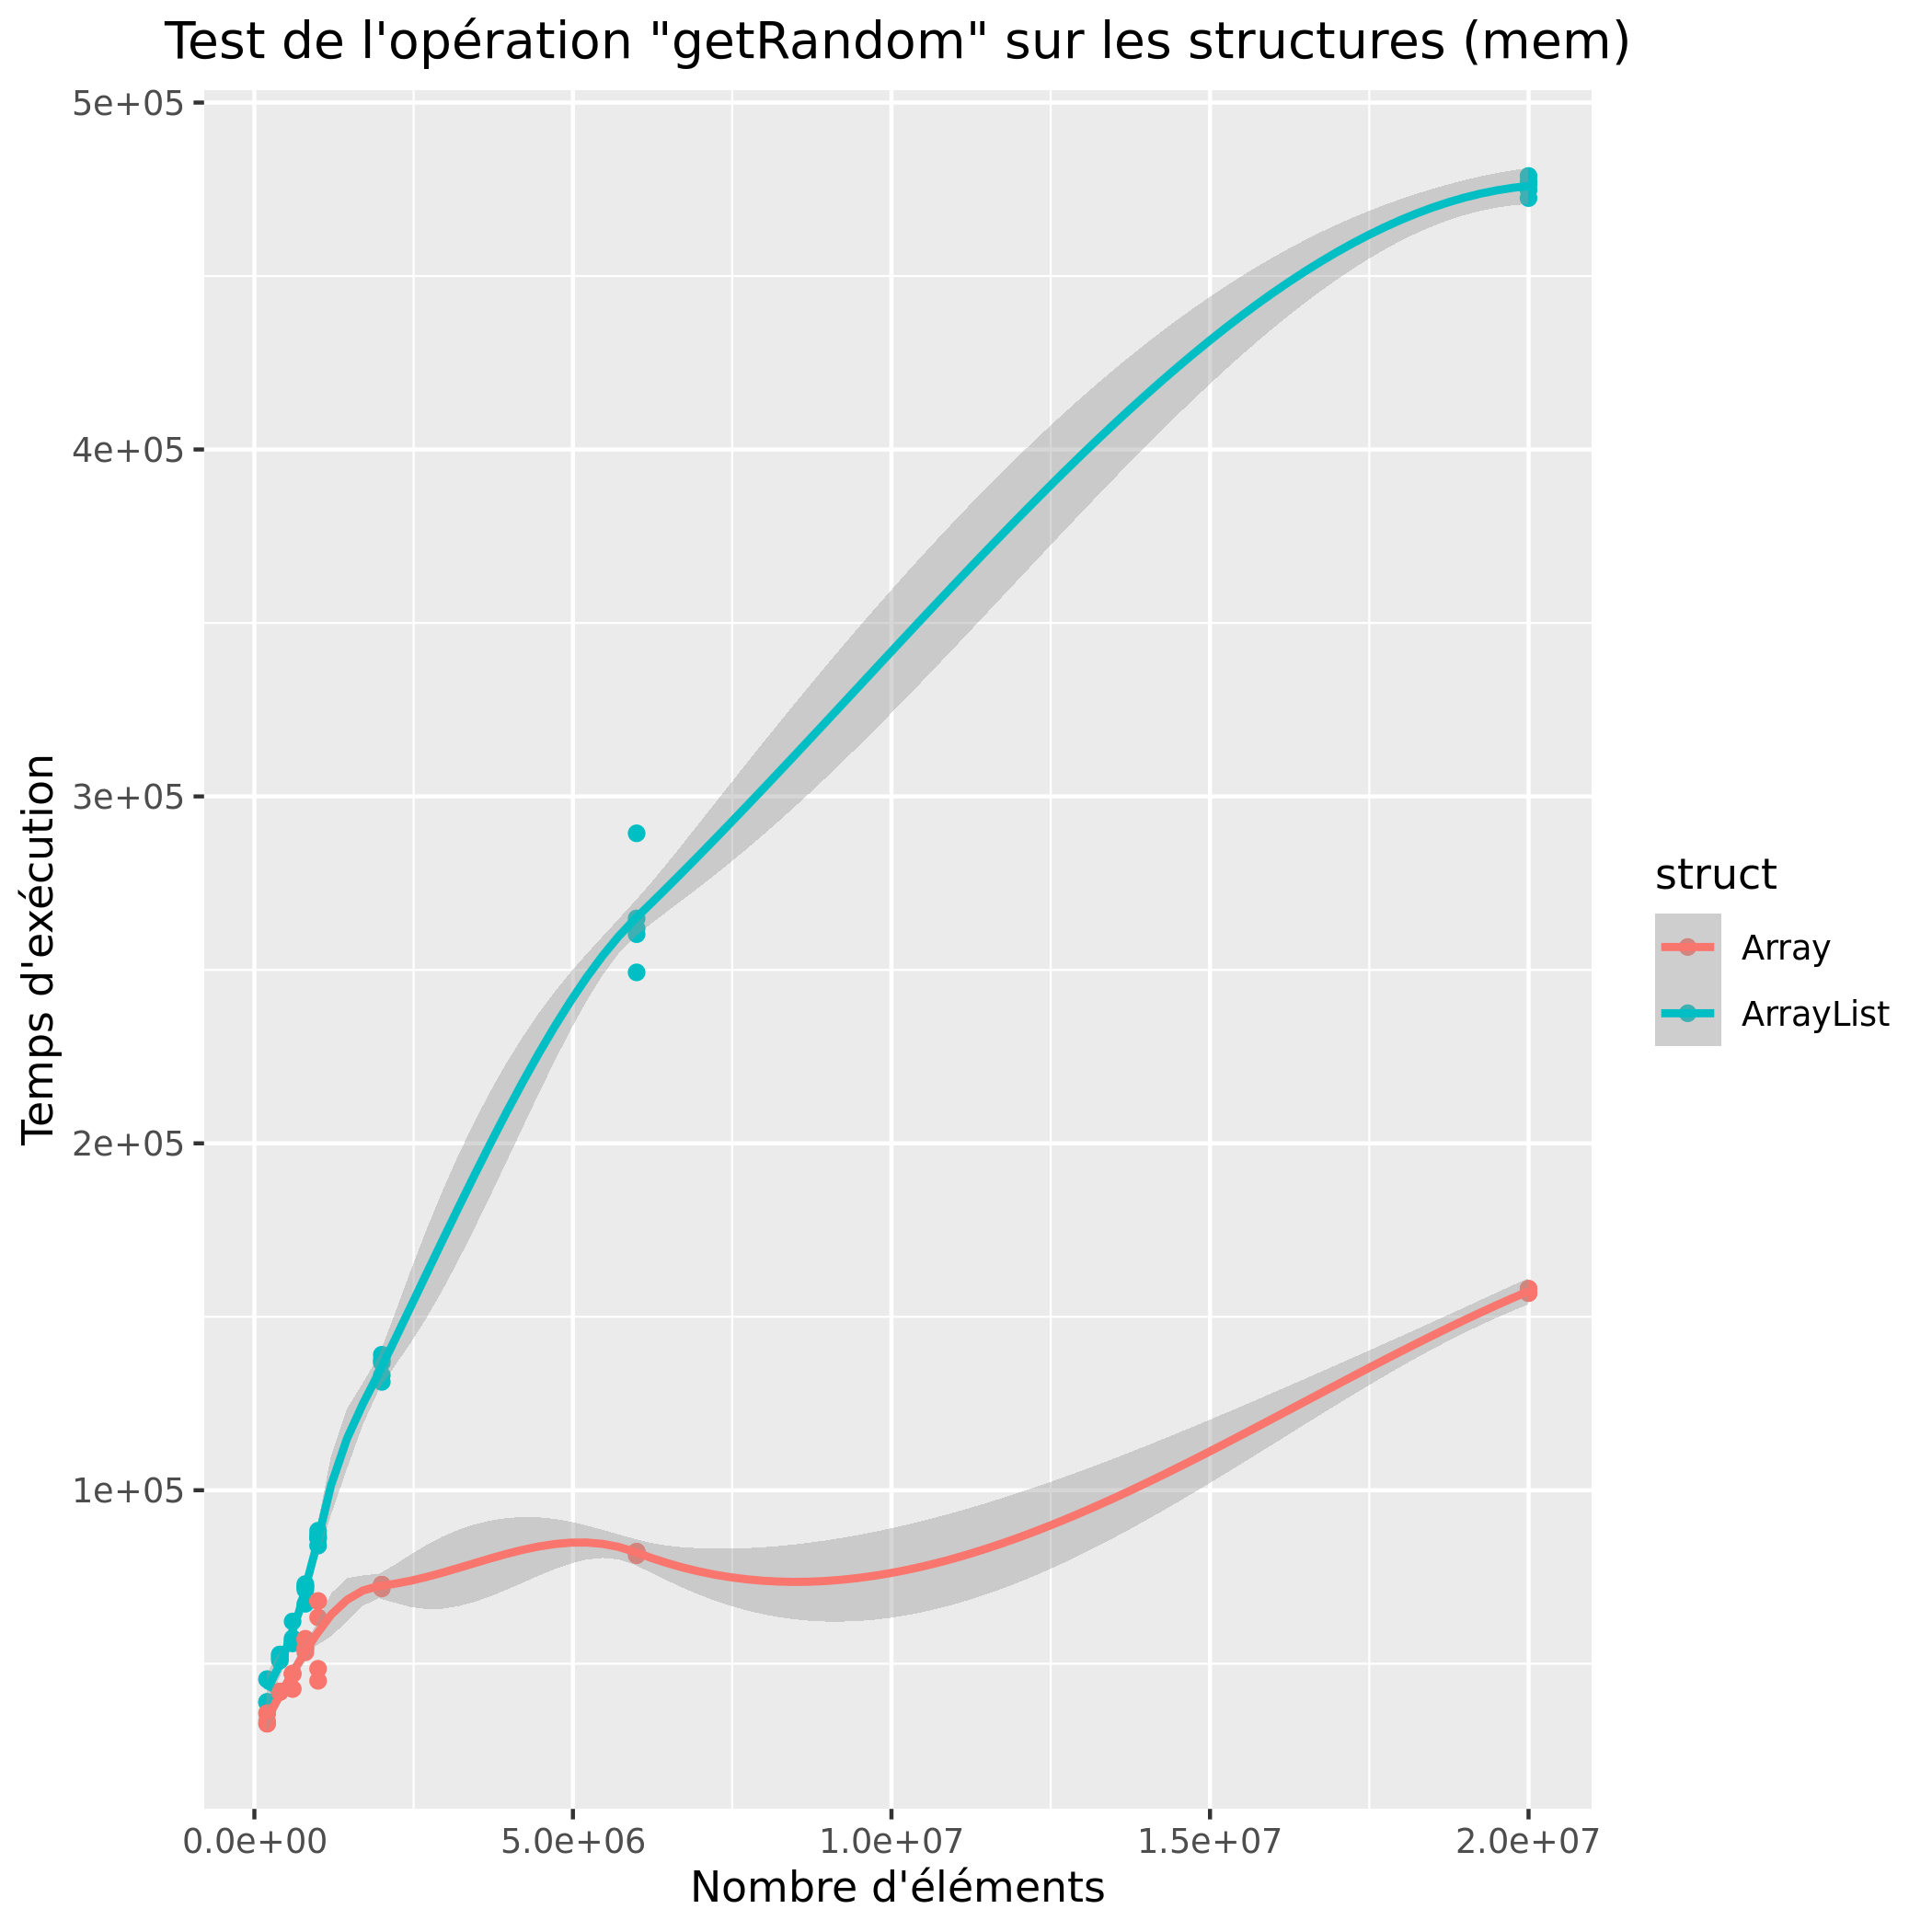 Test de l'opération "getRandom" sur les structures (mem)
5e+05
4e+05
3e+05
2e+05
1e+05
Temps d'exécution
0.0e+00 5.0e+06 1.0e+07 1.5e+07 2.0e+07
Nombre d'éléments
struct
Array
ArrayList